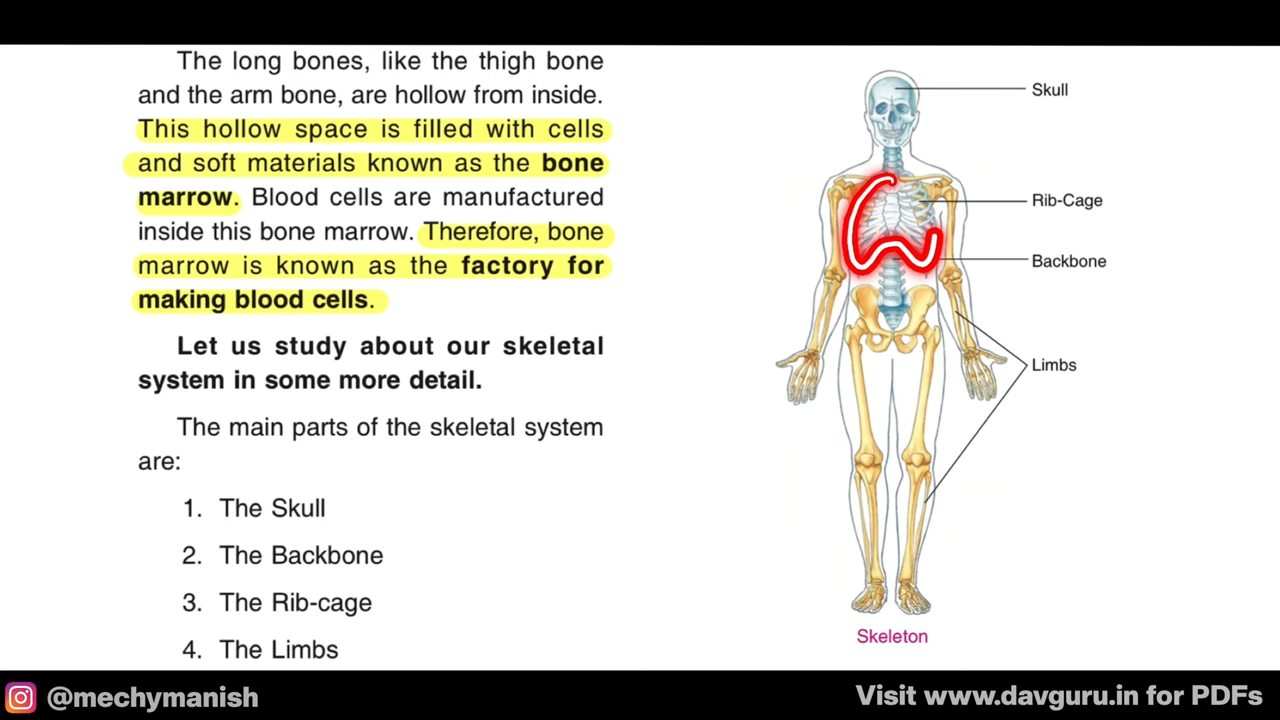 The long bones, like the thigh bone
and the arm bone, are hollow from inside.
This hollow space is filled with cells
and soft materials known as the bone
marrow. Blood cells are manufactured
inside this bone marrow. Therefore, bone
marrow is known as the factory for
making blood cells.
Let us study about our skeletal
system in some more detail.
The main parts of the skeletal system
are:
1. The Skull
2. The Backbone
3. The Rib-cage
4. The Limbs
Skull
Rib-Cage
Backbone
Limbs
Skeleton
@mechymanish
Visit www.davguru.in for PDFs